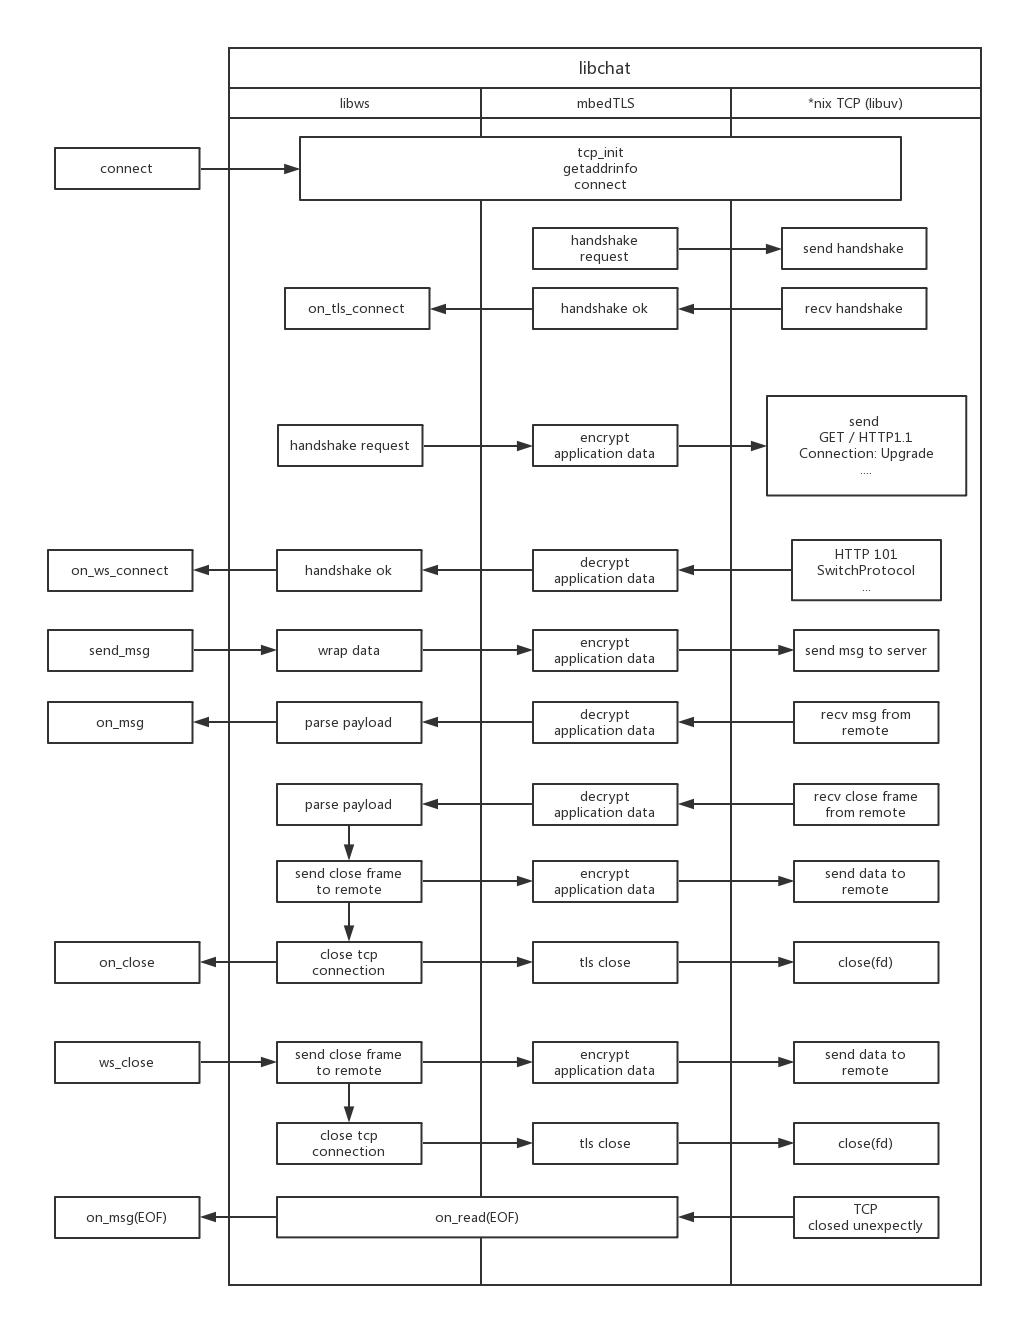 libchat
libws
mbedTLS
*nix TCP (libuv)
connect
tcp_init
getaddrinfo
connect
handshake
request
send handshake
on_tls_connect
handshake ok
recv handshake
handshake request
encrypt
application data
send
GET / HTTP1.1
Connection: Upgrade
....
on_ws_connect
handshake ok
decrypt
application data
HTTP 101
SwitchProtocol
...
send_msg
wrap data
encrypt
application data
send msg to server
on_msg
parse payload
decrypt
application data
recv msg from
remote
parse payload
decrypt
application data
recv close frame
from remote
send close frame
to remote
encrypt
application data
send data to
remote
on_close
close tcp
connection
tls close
close(fd)
ws_close
send close frame
to remote
encrypt
application data
send data to
remote
close tcp
connection
tls close
close(fd)
on_msg(EOF)
on_read(EOF)
TCP
closed unexpectly